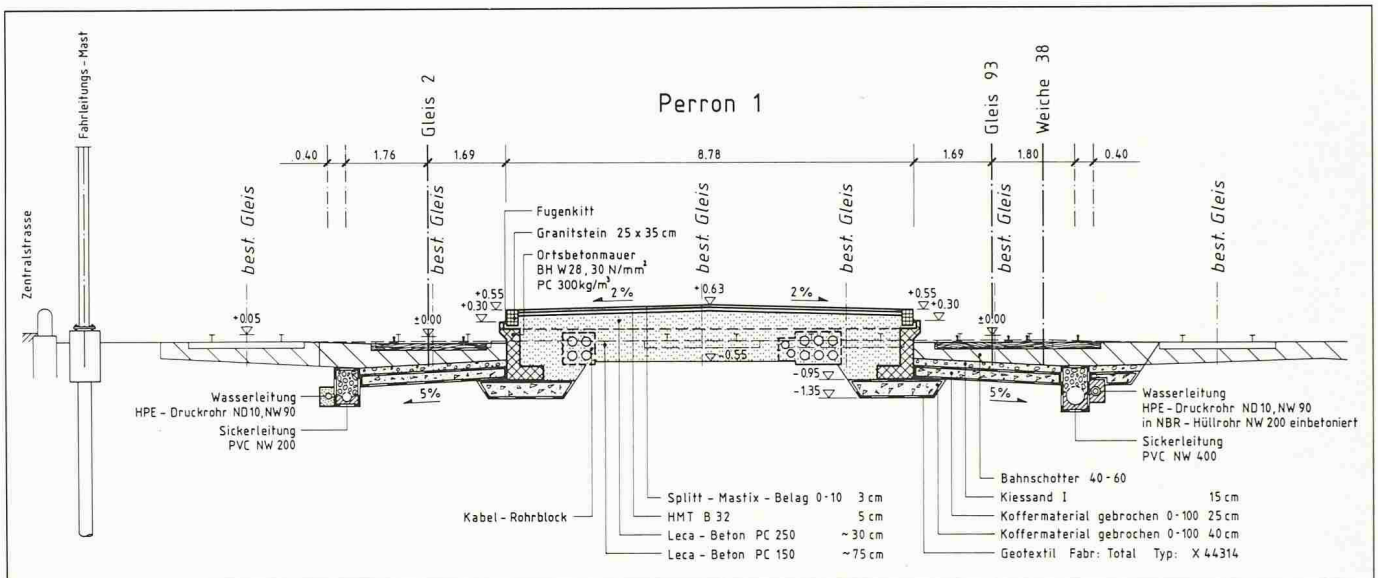 Perron 1
Fahrleitungs - Mast
Gleis 2
Gleis 93
Weiche 38
0.40
1.76
1.69
8.78
1.69
1.80
0.40
Zentralstrasse
best. Gleis
best. Gleis
best. Gleis
best. Gleis
best. Gleis
best. Gleis
Fugenkitt
Granitstein 25 x 35 cm
Ortsbetonmauer
BH W28, 30 N/mm²
PC 300kg/m³
+0.05
±0.00
+0.55
+0.30
2%
+0.63
2%
+0.55
+0.30
±0.00
-0.55
-0.95
-1.35
5%
5%
Wasserleitung
HPE - Druckrohr ND10, NW90
Sickerleitung
PVC NW 200
Wasserleitung
HPE - Druckrohr ND10, NW 90
in NBR - Hüllrohr NW 200 einbetoniert
Sickerleitung
PVC NW 400
Kabel - Rohrblock
Splitt - Mastix - Belag 0-10 3 cm
HMT B 32 5 cm
Leca - Beton PC 250 ~ 30 cm
Leca - Beton PC 150 ~ 75 cm
Bahnschotter 40 - 60
Kiessand I 15 cm
Koffermaterial gebrochen 0-100 25 cm
Koffermaterial gebrochen 0-100 40 cm
Geotextil Fabr: Total Typ: X 44314